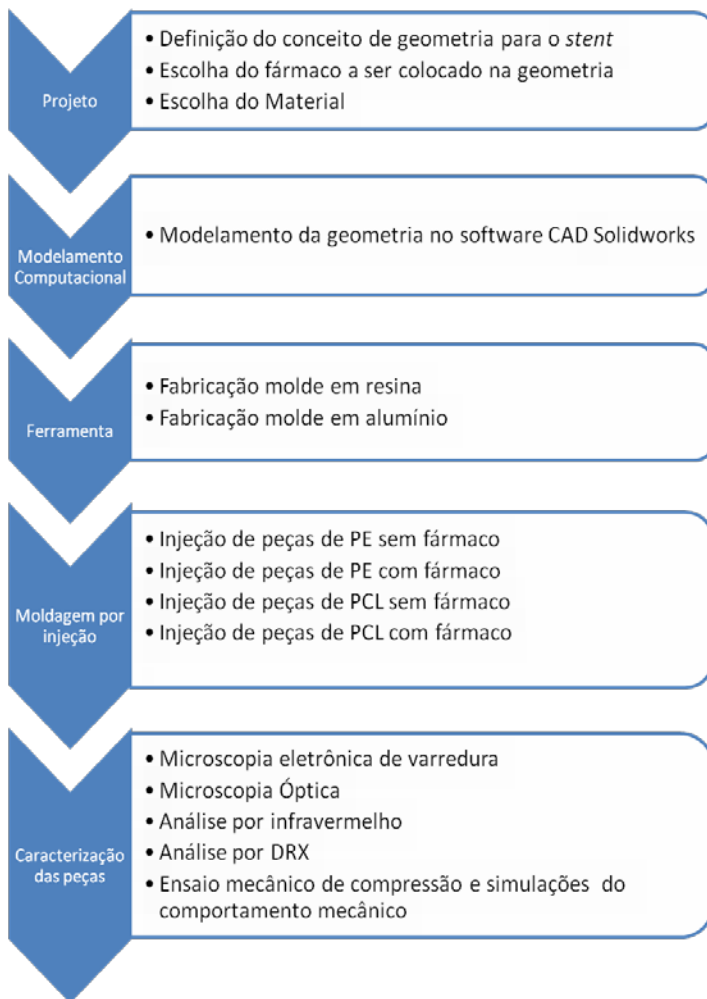 Projeto
• Definição do conceito de geometria para o stent
• Escolha do fármaco a ser colocado na geometria
• Escolha do Material
Modelamento
Computacional
• Modelamento da geometria no software CAD Solidworks
Ferramenta
• Fabricação molde em resina
• Fabricação molde em alumínio
Moldagem por
injeção
• Injeção de peças de PE sem fármaco
• Injeção de peças de PE com fármaco
• Injeção de peças de PCL sem fármaco
• Injeção de peças de PCL com fármaco
Caracterização
das peças
• Microscopia eletrônica de varredura
• Microscopia Óptica
• Análise por infravermelho
• Análise por DRX
• Ensaio mecânico de compressão e simulações do
comportamento mecânico